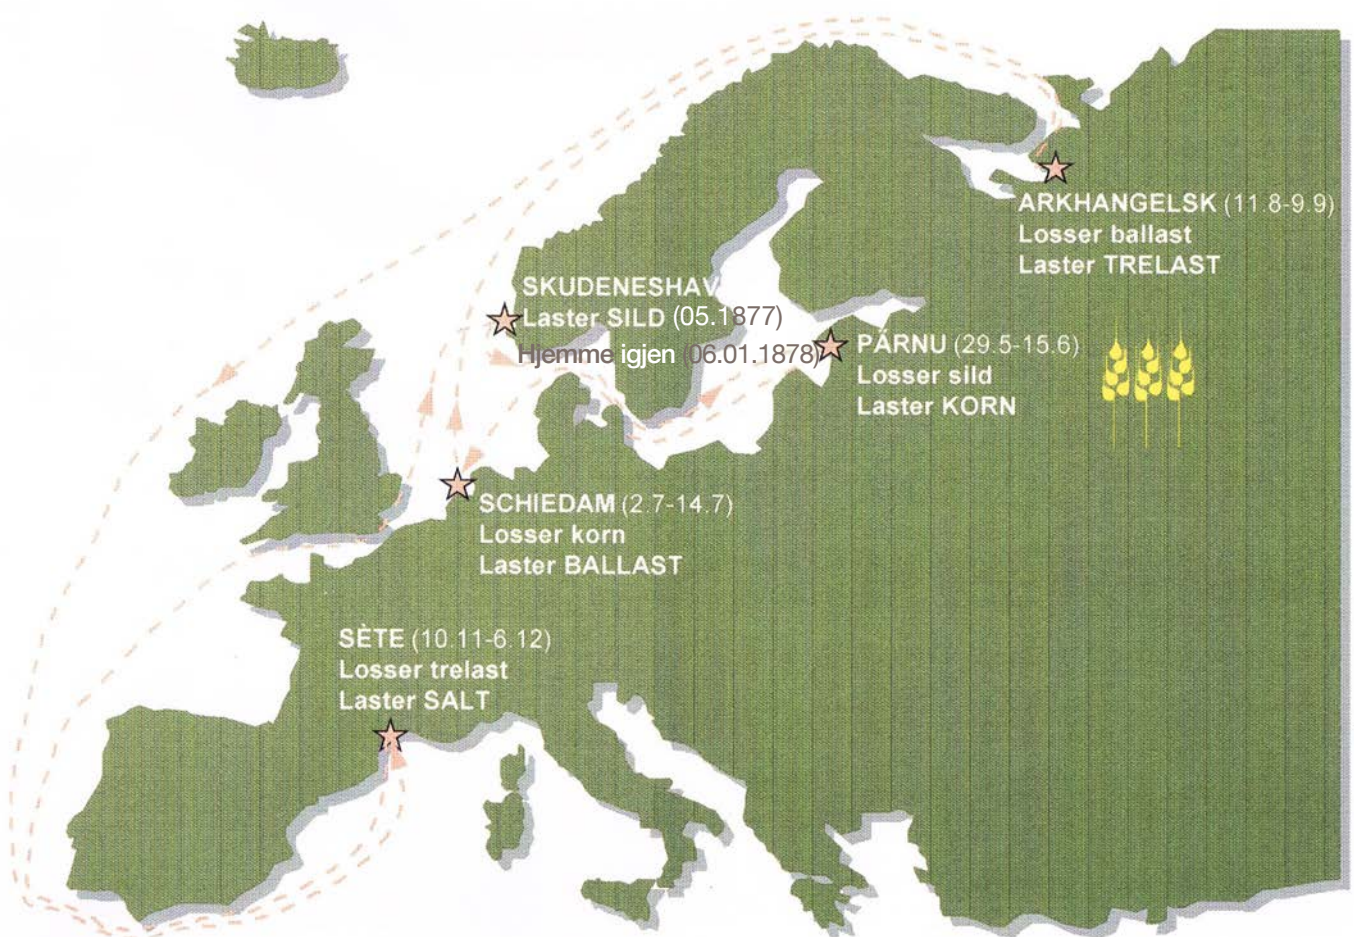 ARKHANGELSK (11.8-9.9)
Losser ballast
Laster TRELAST
SKUDENESHAV
Laster SILD (05.1877)
Hjemme igjen (06.01.1878)
PÄRNU (29.5-15.6)
Losser sild
Laster KORN
SCHIEDAM (2.7-14.7)
Losser korn
Laster BALLAST
SÈTE (10.11-6.12)
Losser trelast
Laster SALT